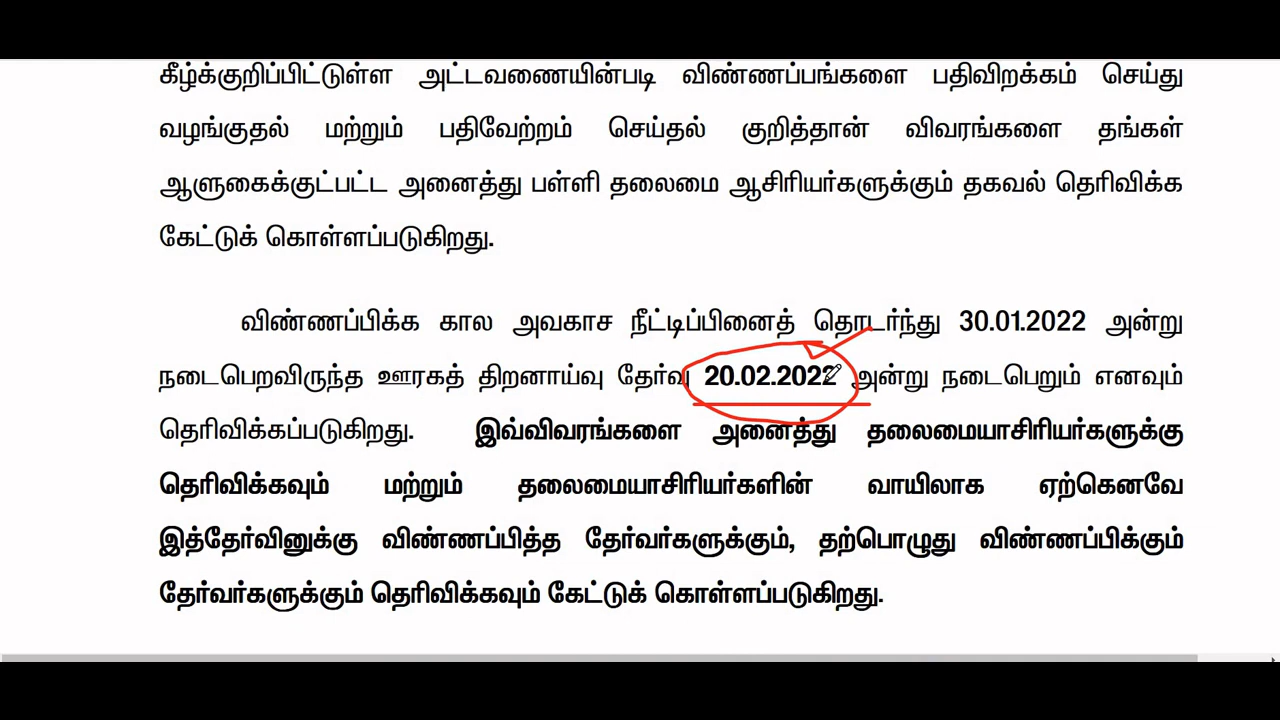 கீழ்க்குறிப்பிட்டுள்ள அட்டவணையின்படி விண்ணப்பங்களை பதிவிறக்கம் செய்து
வழங்குதல் மற்றும் பதிவேற்றம் செய்தல் குறித்தான் விவரங்களை தங்கள்
ஆளுகைக்குட்பட்ட அனைத்து பள்ளி தலைமை ஆசிரியர்களுக்கும் தகவல் தெரிவிக்க
கேட்டுக் கொள்ளப்படுகிறது.
விண்ணப்பிக்க கால அவகாச நீட்டிப்பினைத் தொடர்ந்து 30.01.2022 அன்று
நடைபெறவிருந்த ஊரகத் திறனாய்வு தேர்வு 20.02.2022 அன்று நடைபெறும் எனவும்
தெரிவிக்கப்படுகிறது. இவ்விவரங்களை அனைத்து தலைமையாசிரியர்களுக்கு
தெரிவிக்கவும் மற்றும் தலைமையாசிரியர்களின் வாயிலாக ஏற்கெனவே
இத்தேர்வினுக்கு விண்ணப்பித்த தேர்வர்களுக்கும், தற்பொழுது விண்ணப்பிக்கும்
தேர்வர்களுக்கும் தெரிவிக்கவும் கேட்டுக் கொள்ளப்படுகிறது.